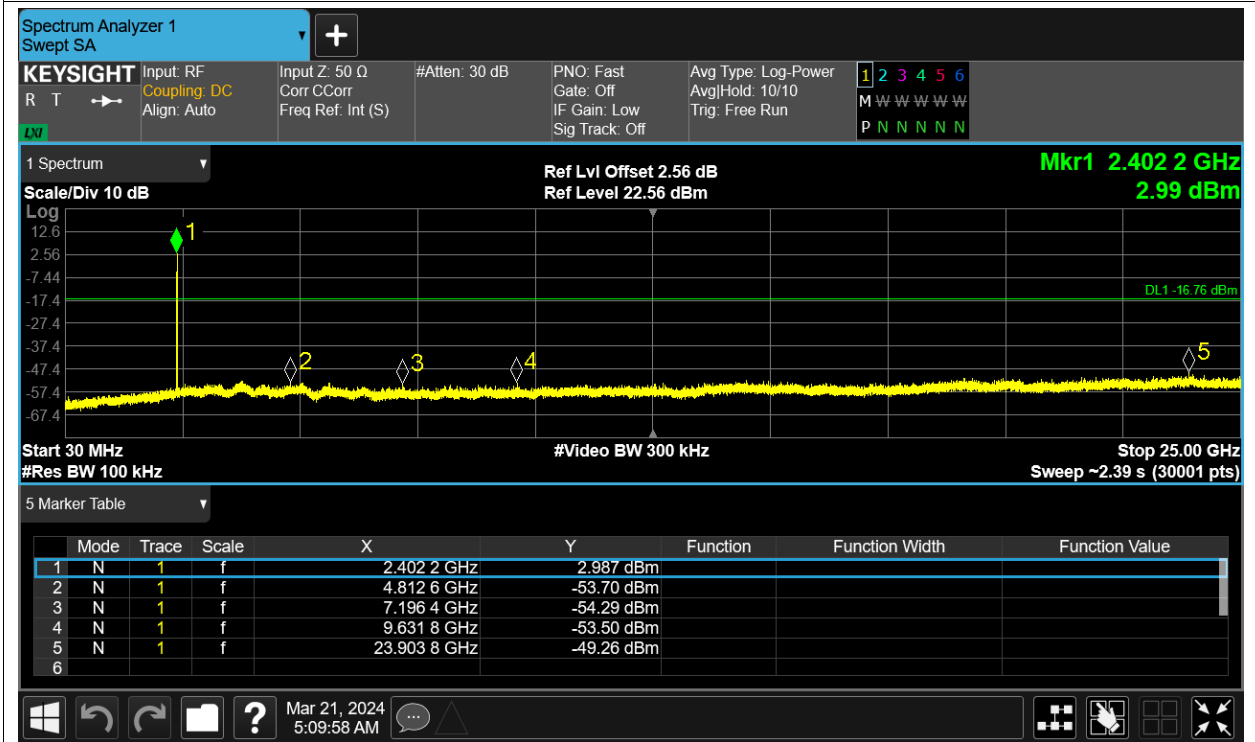 Spectrum Analyzer 1
Swept SA
KEYSIGHT
R T
LXI
Input: RF
Coupling: DC
Align: Auto
Input Z: 50 Ω
Corr CCorr
Freq Ref: Int (S)
#Atten: 30 dB
PNO: Fast
Gate: Off
IF Gain: Low
Sig Track: Off
Avg Type: Log-Power
Avg|Hold: 10/10
Trig: Free Run
1 2 3 4 5 6
M W W W W W
P N N N N N
1 Spectrum
Scale/Div 10 dB
Ref Lvl Offset 2.56 dB
Ref Level 22.56 dBm
Mkr1 2.402 2 GHz
2.99 dBm
Log
12.6
2.56
-7.44
-17.4
-27.4
-37.4
-47.4
-57.4
-67.4
1
2
3
4
5
DL1 -16.76 dBm
Start 30 MHz
#Video BW 300 kHz
Stop 25.00 GHz
#Res BW 100 kHz
Sweep ~2.39 s (30001 pts)
5 Marker Table
Mode Trace Scale X Y Function Function Width Function Value
1 N 1 f 2.402 2 GHz 2.987 dBm
2 N 1 f 4.812 6 GHz -53.70 dBm
3 N 1 f 7.196 4 GHz -54.29 dBm
4 N 1 f 9.631 8 GHz -53.50 dBm
5 N 1 f 23.903 8 GHz -49.26 dBm
6
?
Mar 21, 2024
5:09:58 AM